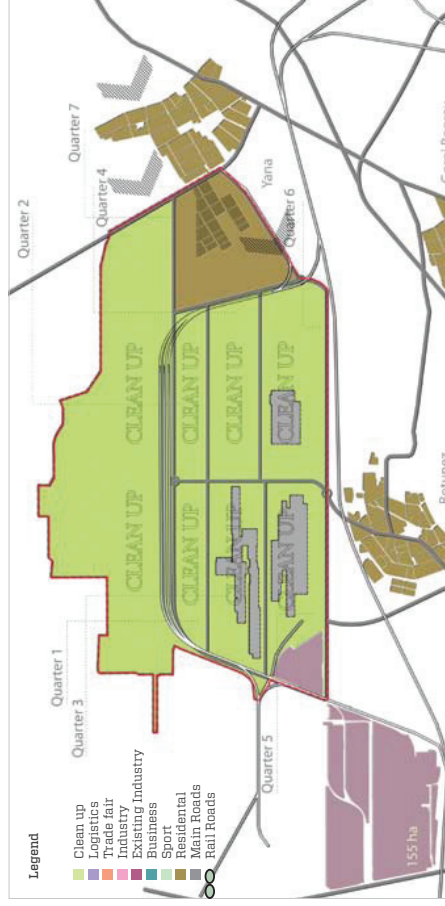 Legend
Clean up
Logistics
Trade fair
Industry
Existing Industry
Business
Sport
Residental
Main Roads
Rail Roads
Quarter 1
Quarter 3
Quarter 5
Quarter 2
Quarter 4
Quarter 7
Quarter 6
Yana
CLEAN UP
CLEAN UP
CLEAN UP
CLEAN UP
CLEAN UP
CLEAN UP
CLEAN UP
CLEAN UP
155 ha